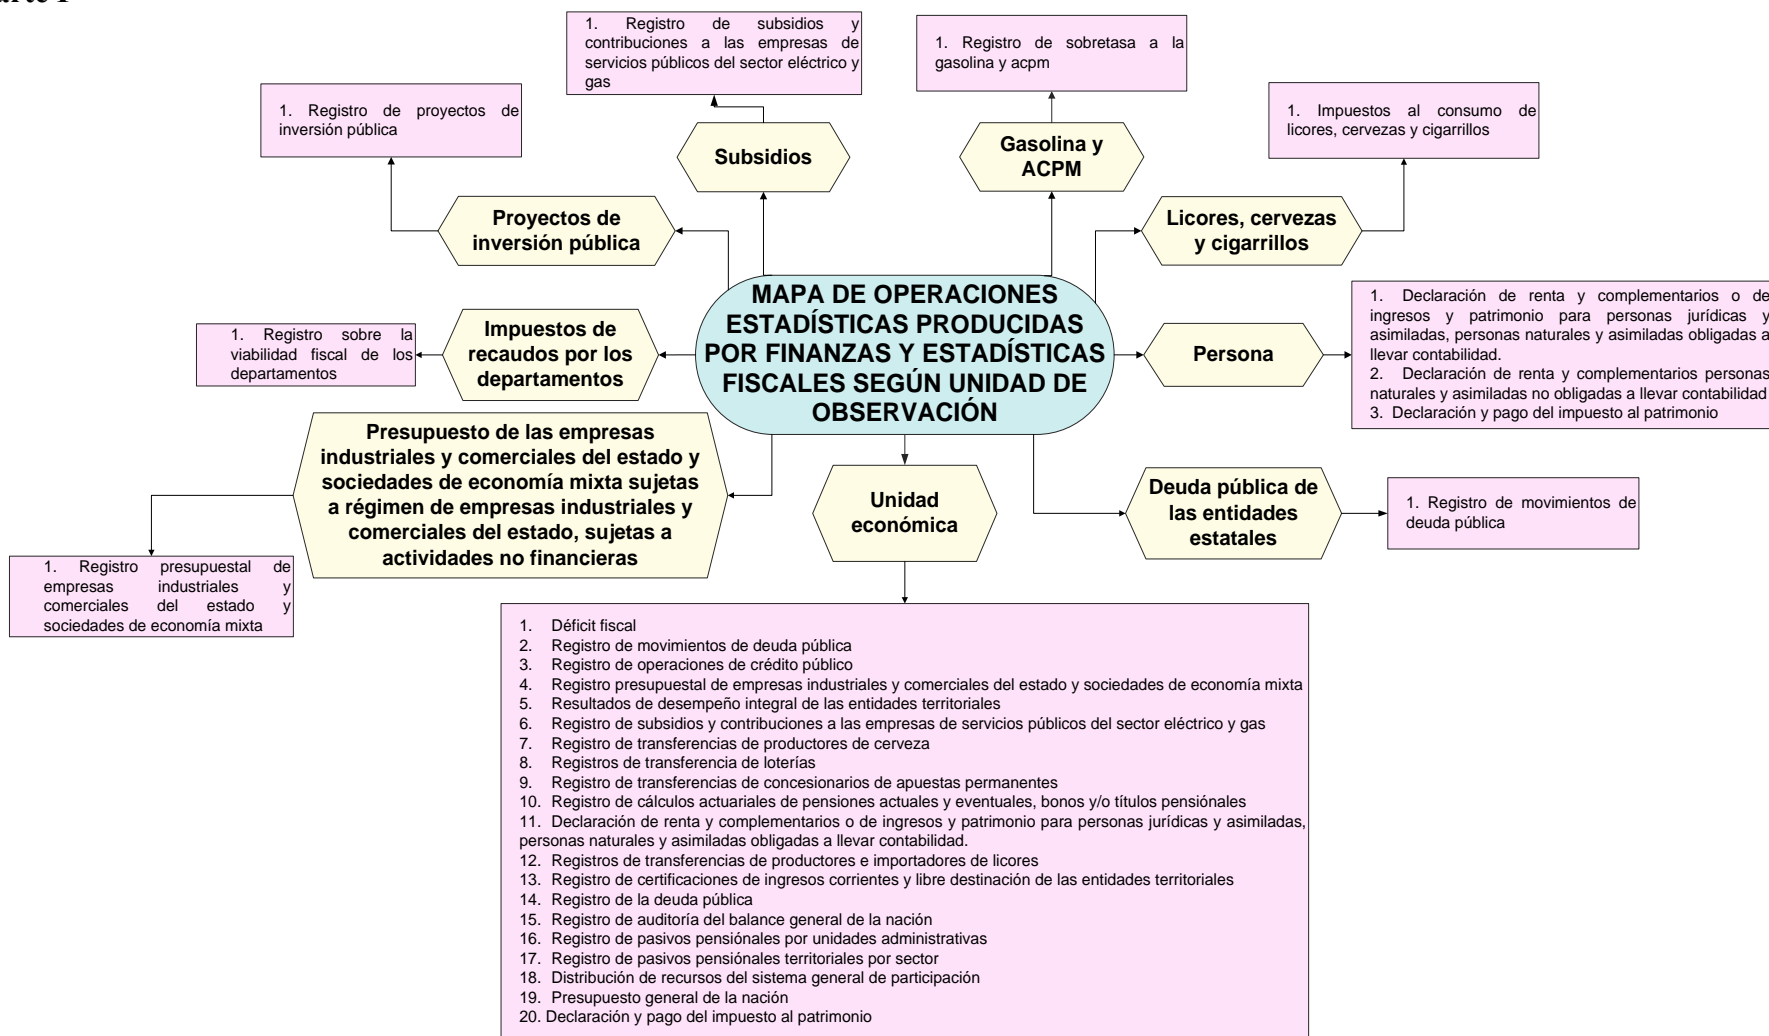 1. Registro de subsidios y
contribuciones a las empresas de
servicios públicos del sector eléctrico y
gas
1. Registro de sobretasa a la
gasolina y acpm
1. Registro de proyectos de
inversión pública
1. Impuestos al consumo de
licores, cervezas y cigarrillos
Subsidios
Gasolina y
ACPM
Proyectos de
inversión pública
Licores, cervezas
y cigarrillos
MAPA DE OPERACIONES
ESTADÍSTICAS PRODUCIDAS
POR FINANZAS Y ESTADÍSTICAS
FISCALES SEGÚN UNIDAD DE
OBSERVACIÓN
1. Registro sobre la
viabilidad fiscal de los
departamentos
Impuestos de
recaudos por los
departamentos
Persona
1. Declaración de renta y complementarios o de
ingresos y patrimonio para personas jurídicas y
asimiladas, personas naturales y asimiladas obligadas a
llevar contabilidad.
2. Declaración de renta y complementarios personas
naturales y asimiladas no obligadas a llevar contabilidad
3. Declaración y pago del impuesto al patrimonio
Presupuesto de las empresas
industriales y comerciales del estado y
sociedades de economía mixta sujetas
a régimen de empresas industriales y
comerciales del estado, sujetas a
actividades no financieras
Unidad
económica
Deuda pública de
las entidades
estatales
1. Registro de movimientos de
deuda pública
1. Registro presupuestal de
empresas industriales y
comerciales del estado y
sociedades de economía mixta
1. Déficit fiscal
2. Registro de movimientos de deuda pública
3. Registro de operaciones de crédito público
4. Registro presupuestal de empresas industriales y comerciales del estado y sociedades de economía mixta
5. Resultados de desempeño integral de las entidades territoriales
6. Registro de subsidios y contribuciones a las empresas de servicios públicos del sector eléctrico y gas
7. Registro de transferencias de productores de cerveza
8. Registros de transferencia de loterías
9. Registro de transferencias de concesionarios de apuestas permanentes
10. Registro de cálculos actuariales de pensiones actuales y eventuales, bonos y/o títulos pensiónales
11. Declaración de renta y complementarios o de ingresos y patrimonio para personas jurídicas y asimiladas,
personas naturales y asimiladas obligadas a llevar contabilidad.
12. Registros de transferencias de productores e importadores de licores
13. Registro de certificaciones de ingresos corrientes y libre destinación de las entidades territoriales
14. Registro de la deuda pública
15. Registro de auditoría del balance general de la nación
16. Registro de pasivos pensiónales por unidades administrativas
17. Registro de pasivos pensiónales territoriales por sector
18. Distribución de recursos del sistema general de participación
19. Presupuesto general de la nación
20. Declaración y pago del impuesto al patrimonio